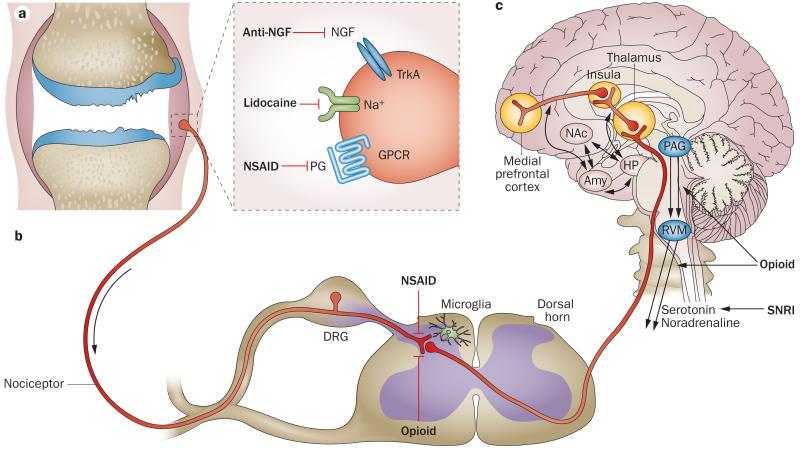 a
Anti-NGF
NGF
TrkA
Lidocaine
Na⁺
NSAID
PG
GPCR
b
Nociceptor
DRG
NSAID
Microglia
Dorsal
horn
Opioid
c
Thalamus
Insula
NAc
Amy
HP
PAG
Medial
prefrontal
cortex
RVM
Opioid
Serotonin
Noradrenaline
SNRI